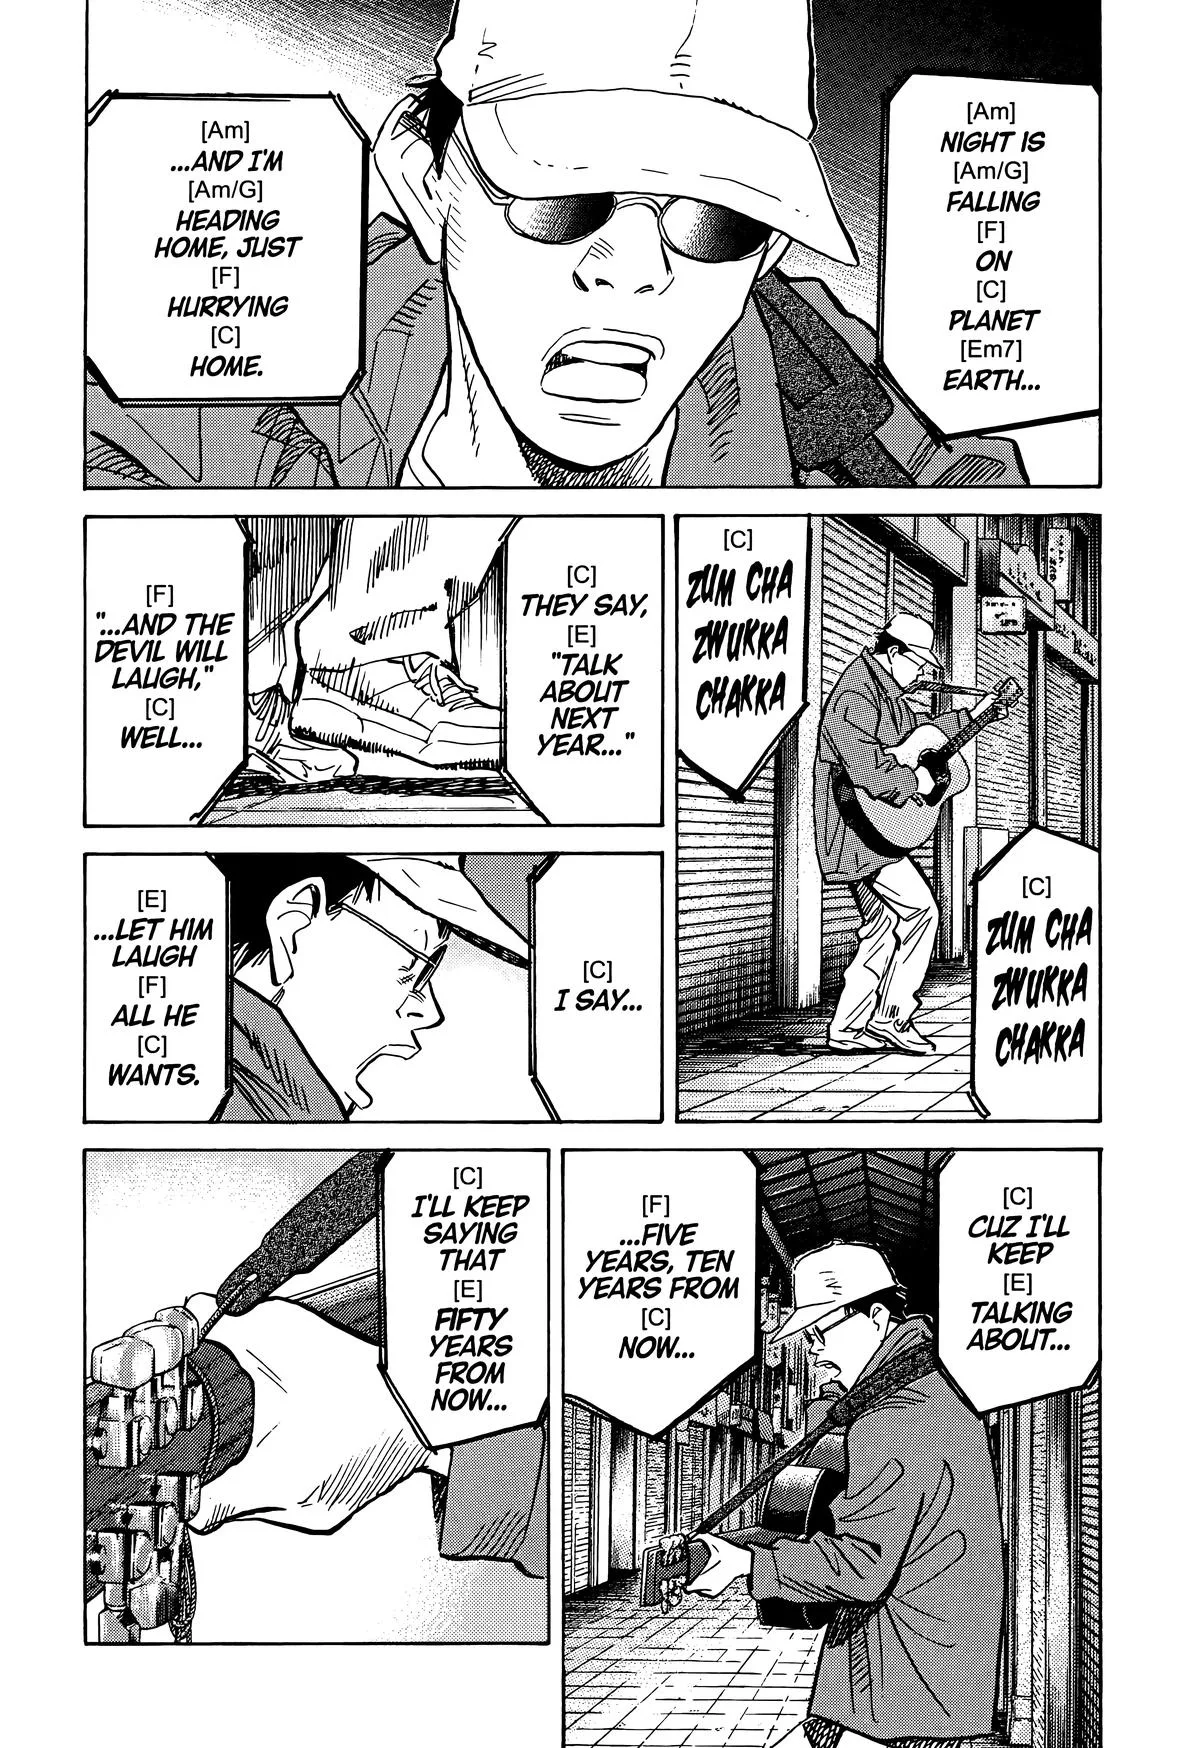 [Am]
NIGHT IS
[Am/G]
FALLING
[F]
ON
[C]
PLANET
[Em7]
EARTH...
[Am]
...AND I'M
[Am/G]
HEADING
HOME, JUST
[F]
HURRYING
[C]
HOME.
[C]
ZUM CHA
ZWUKKA
CHAKKA
[C]
ZUM CHA
ZWUKKA
CHAKKA
[C]
THEY SAY,
[E]
"TALK
ABOUT
NEXT
YEAR..."
[F]
"...AND THE
DEVIL WILL
LAUGH,"
[C]
WELL...
[C]
I SAY...
[E]
...LET HIM
LAUGH
[F]
ALL HE
[C]
WANTS.
[C]
CUZ I'LL
KEEP
[E]
TALKING
ABOUT...
[F]
...FIVE
YEARS, TEN
YEARS FROM
[C]
NOW...
[C]
I'LL KEEP
SAYING
THAT
[E]
FIFTY
YEARS
FROM
NOW...